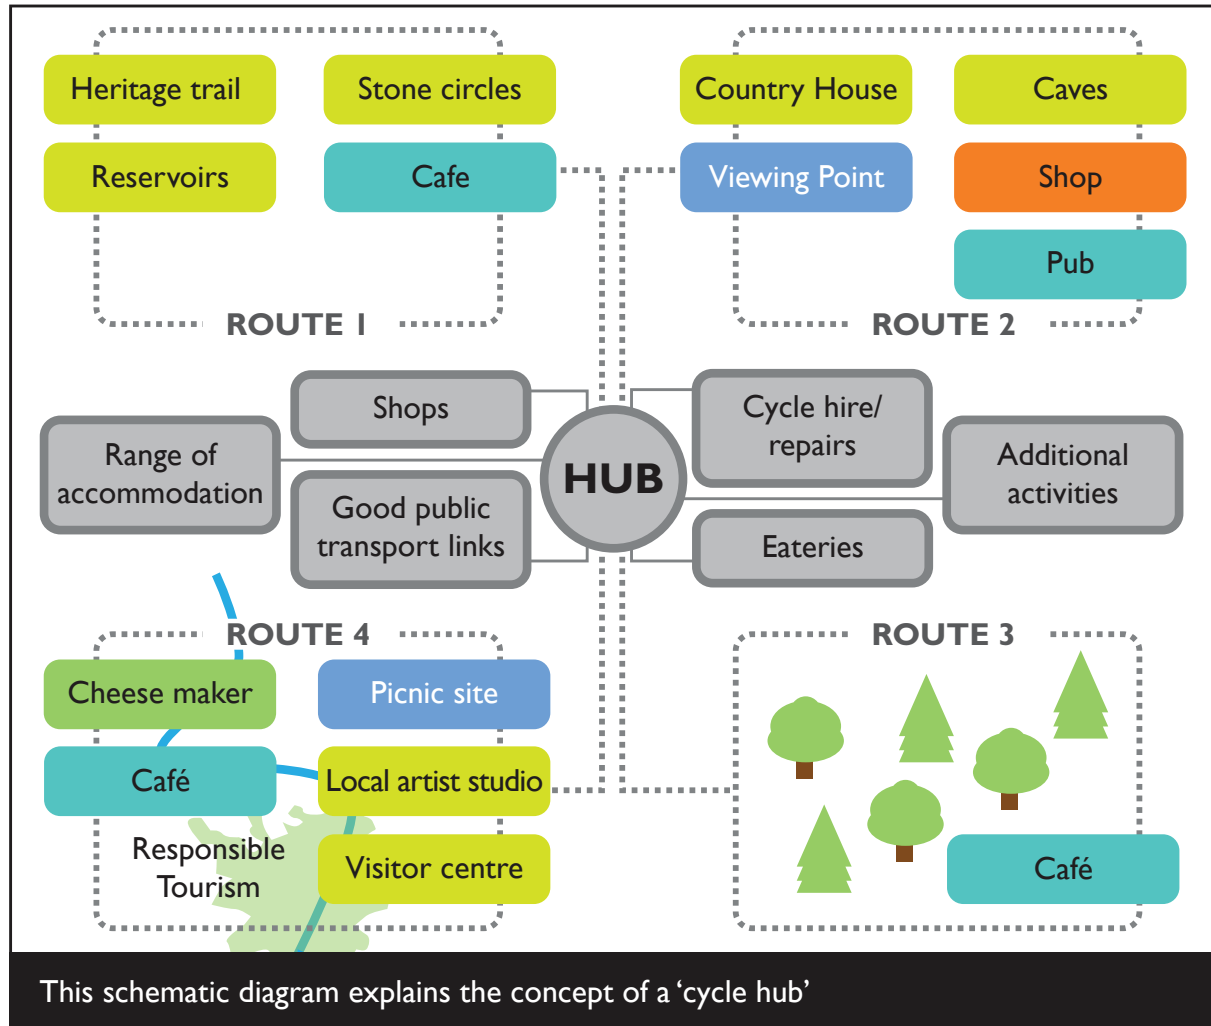 Heritage trail
Stone circles
Reservoirs
Cafe
ROUTE 1
Country House
Caves
Viewing Point
Shop
Pub
ROUTE 2
Shops
Range of
accommodation
Good public
transport links
HUB
Cycle hire/
repairs
Additional
activities
Eateries
ROUTE 4
Cheese maker
Picnic site
Café
Local artist studio
Responsible
Tourism
Visitor centre
ROUTE 3
Café
This schematic diagram explains the concept of a ‘cycle hub’